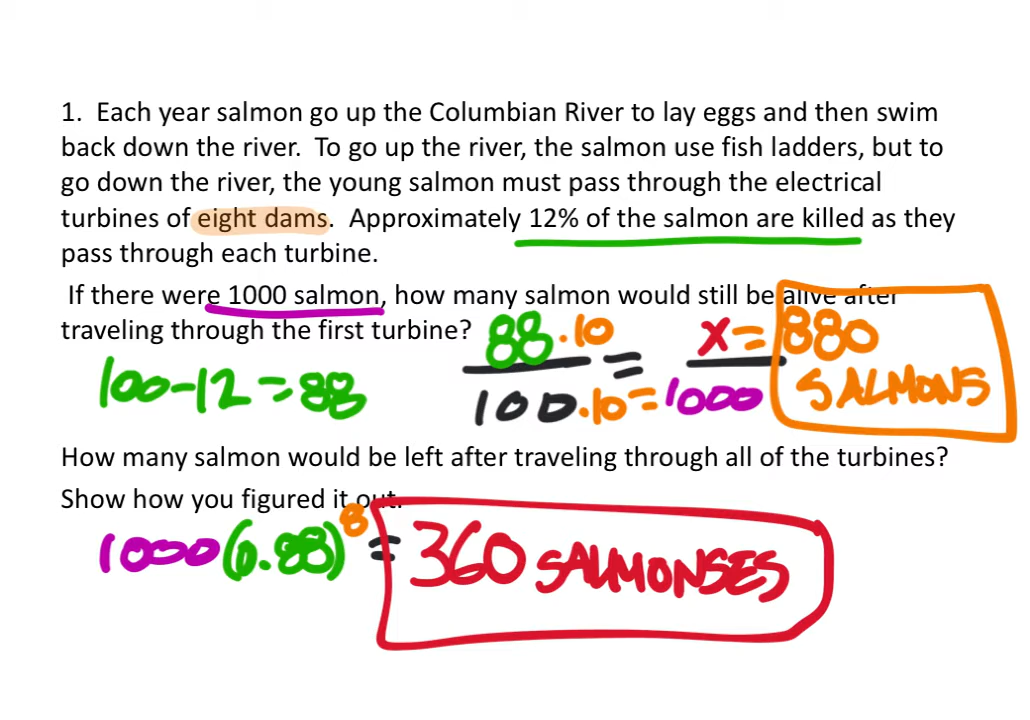 1. Each year salmon go up the Columbian River to lay eggs and then swim
back down the river. To go up the river, the salmon use fish ladders, but to
go down the river, the young salmon must pass through the electrical
turbines of eight dams. Approximately 12% of the salmon are killed as they
pass through each turbine.
If there were 1000 salmon, how many salmon would still be alive after
traveling through the first turbine?
88·10 / 100·10 = x / 1000
x = 880
SALMONS
100-12=88
How many salmon would be left after traveling through all of the turbines?
Show how you figured it out.
1000(0.88)^8 = 360 SALMONSES